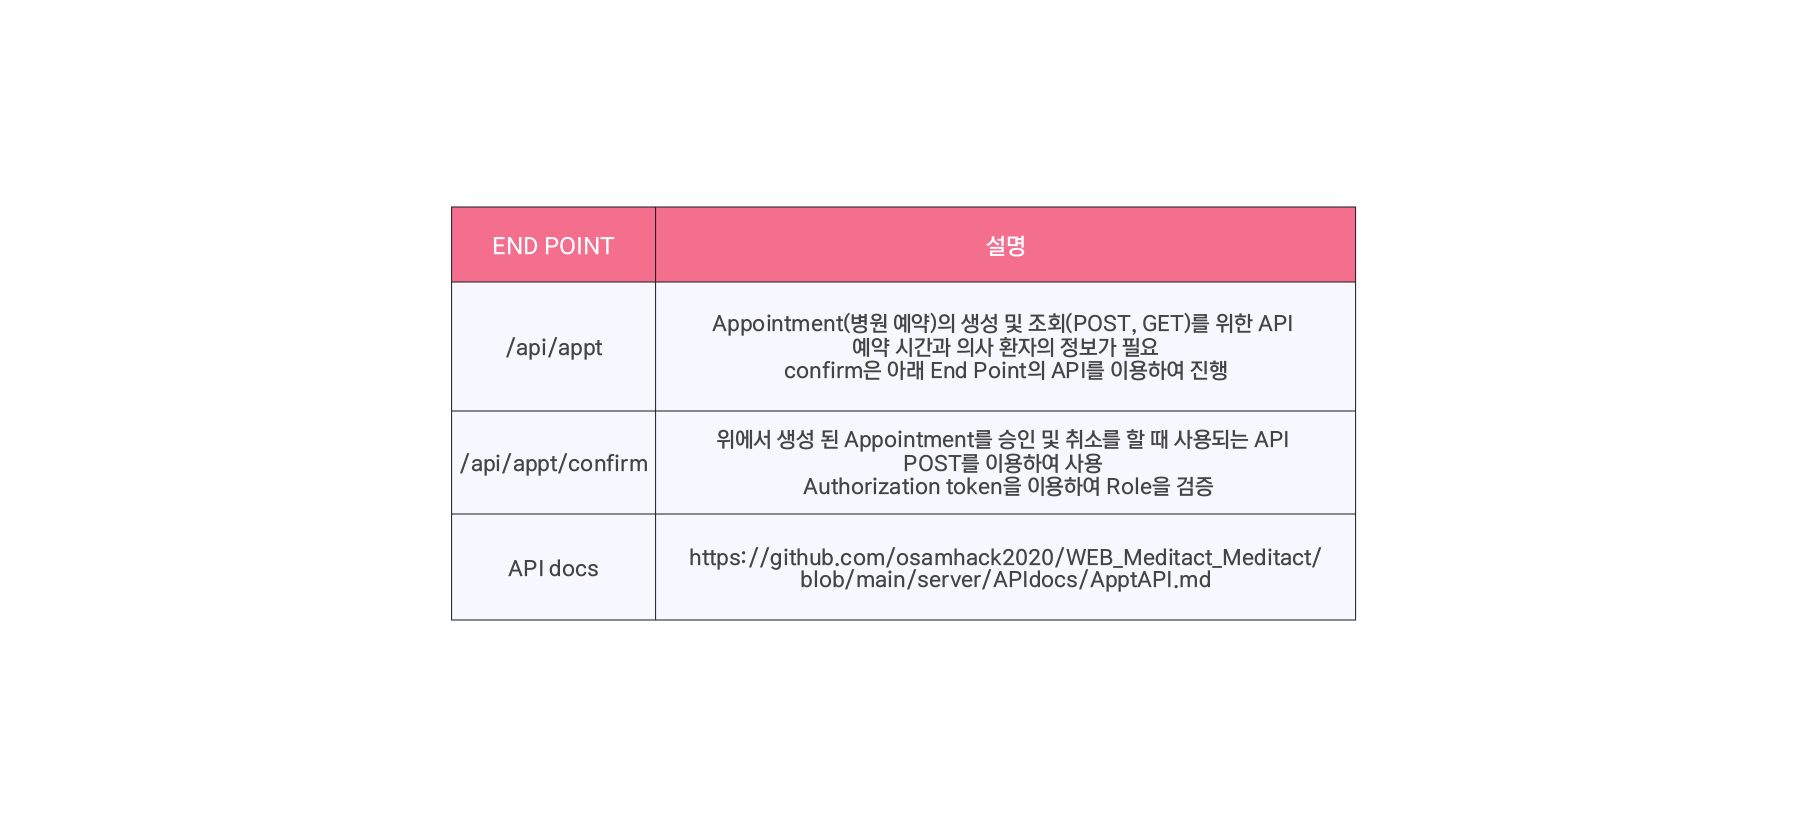 END POINT
설명
/api/appt
Appointment(병원 예약)의 생성 및 조회(POST, GET)를 위한 API
예약 시간과 의사 환자의 정보가 필요
confirm은 아래 End Point의 API를 이용하여 진행
/api/appt/confirm
위에서 생성 된 Appointment를 승인 및 취소를 할 때 사용되는 API
POST를 이용하여 사용
Authorization token을 이용하여 Role을 검증
API docs
https://github.com/osamhack2020/WEB_Meditact_Meditact/
blob/main/server/APIdocs/ApptAPI.md